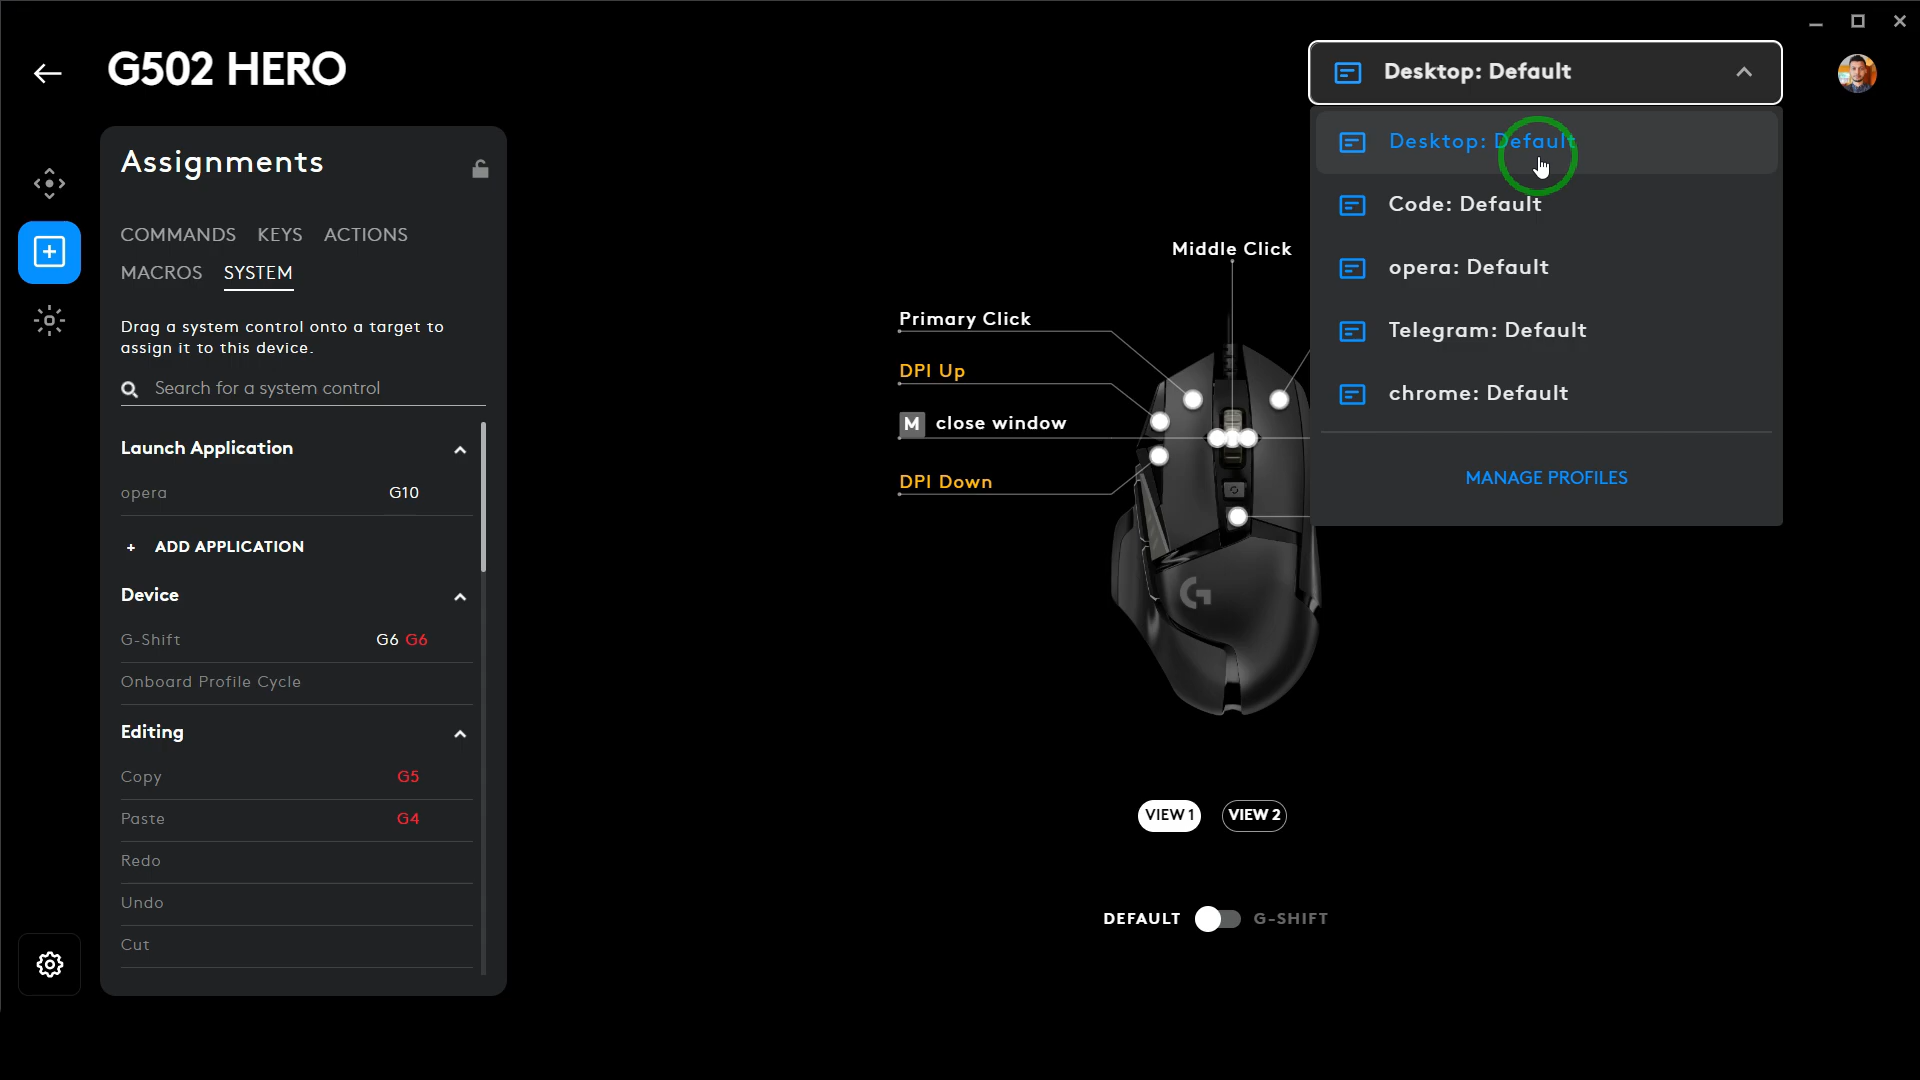 G502 HERO
Desktop: Default
Desktop: Default
Code: Default
opera: Default
Telegram: Default
chrome: Default
MANAGE PROFILES
Assignments
COMMANDS KEYS ACTIONS
MACROS SYSTEM
Drag a system control onto a target to
assign it to this device.
Search for a system control
Launch Application
opera G10
+ ADD APPLICATION
Device
G-Shift G6 G6
Onboard Profile Cycle
Editing
Copy G5
Paste G4
Redo
Undo
Cut
Middle Click
Primary Click
DPI Up
M close window
DPI Down
VIEW 1 VIEW 2
DEFAULT G-SHIFT